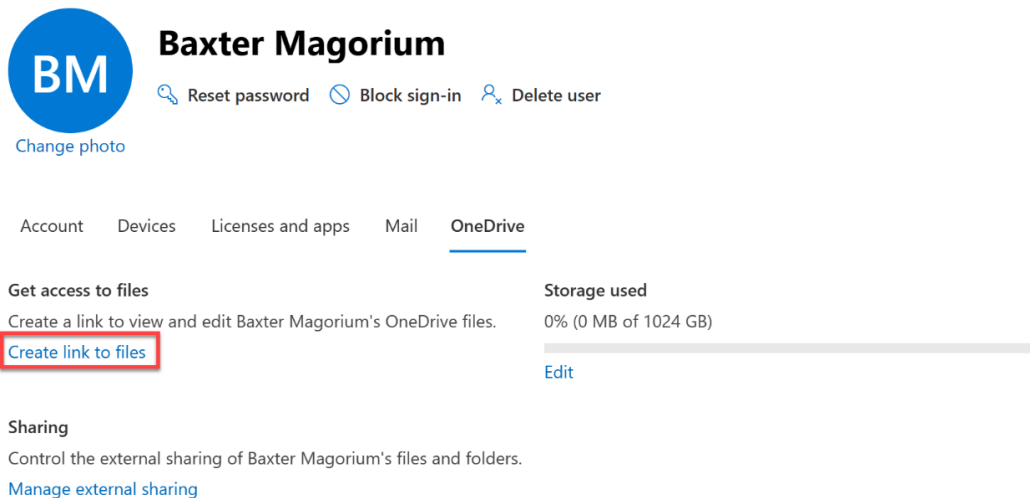 BM
Baxter Magorium
Reset password Block sign-in Delete user
Change photo
Account Devices Licenses and apps Mail OneDrive
Get access to files
Create a link to view and edit Baxter Magorium's OneDrive files.
Create link to files
Storage used
0% (0 MB of 1024 GB)
Edit
Sharing
Control the external sharing of Baxter Magorium's files and folders.
Manage external sharing